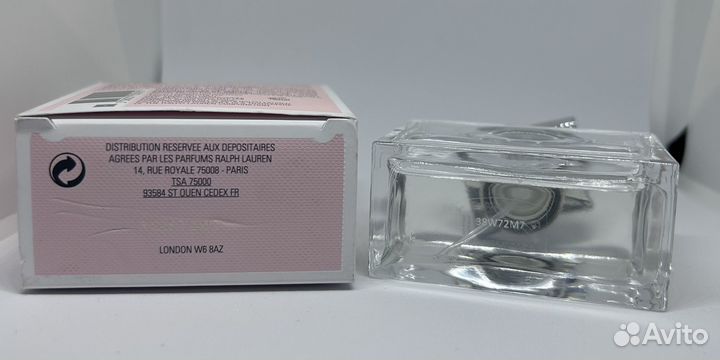 DISTRIBUTION RESERVEE AUX DEPOSITAIRES
AGREES PAR LES PARFUMS RALPH LAUREN
14, RUE ROYALE 75008 - PARIS
TSA 75000
93584 ST OUEN CEDEX FR
LONDON W6 8AZ
38W72M7
Avito